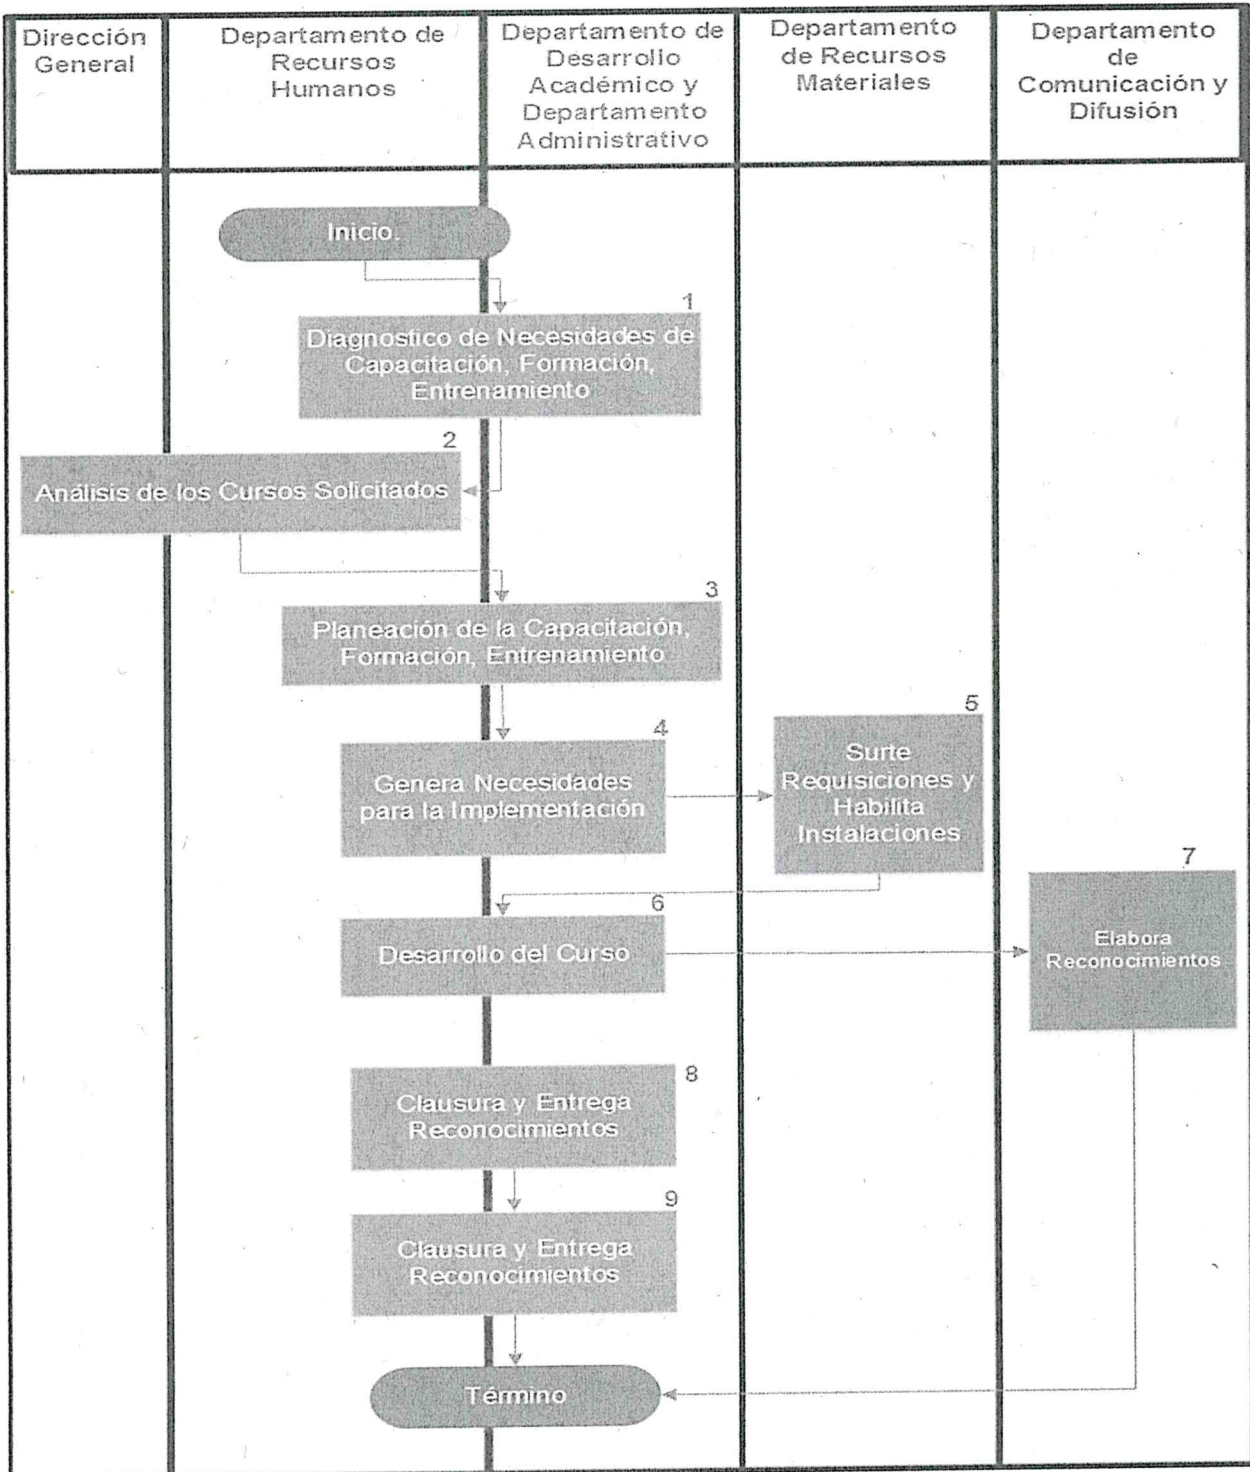 Dirección
General
Departamento de
Recursos
Humanos
Departamento de
Desarrollo
Académico y
Departamento
Administrativo
Departamento
de Recursos
Materiales
Departamento
de
Comunicación y
Difusión
Inicio.
1
Diagnostico de Necesidades de
Capacitación, Formación,
Entrenamiento
2
Análisis de los Cursos Solicitados
3
Planeación de la Capacitación,
Formación, Entrenamiento
4
Genera Necesidades
para la Implementación
5
Surte
Requisiciones y
Habilita
Instalaciones
6
Desarrollo del Curso
7
Elabora
Reconocimientos
8
Clausura y Entrega
Reconocimientos
9
Clausura y Entrega
Reconocimientos
Término